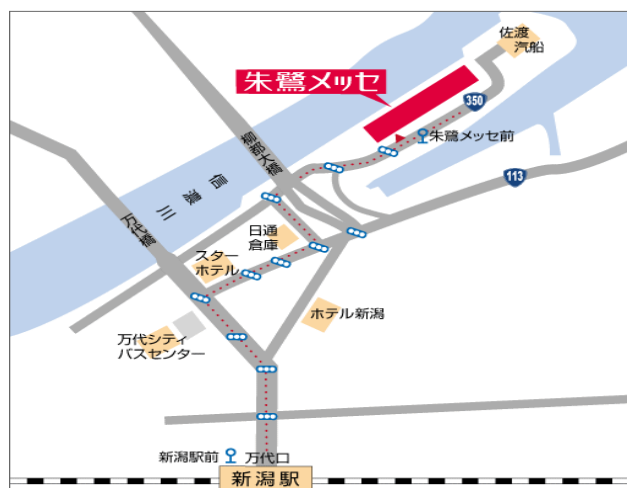 佐渡
汽船
朱鷺メッセ
350
朱鷺メッセ前
柳都大橋
113
信濃川
万代橋
日通
倉庫
スター
ホテル
ホテル新潟
万代シティ
バスセンター
新潟駅前
万代口
新潟駅